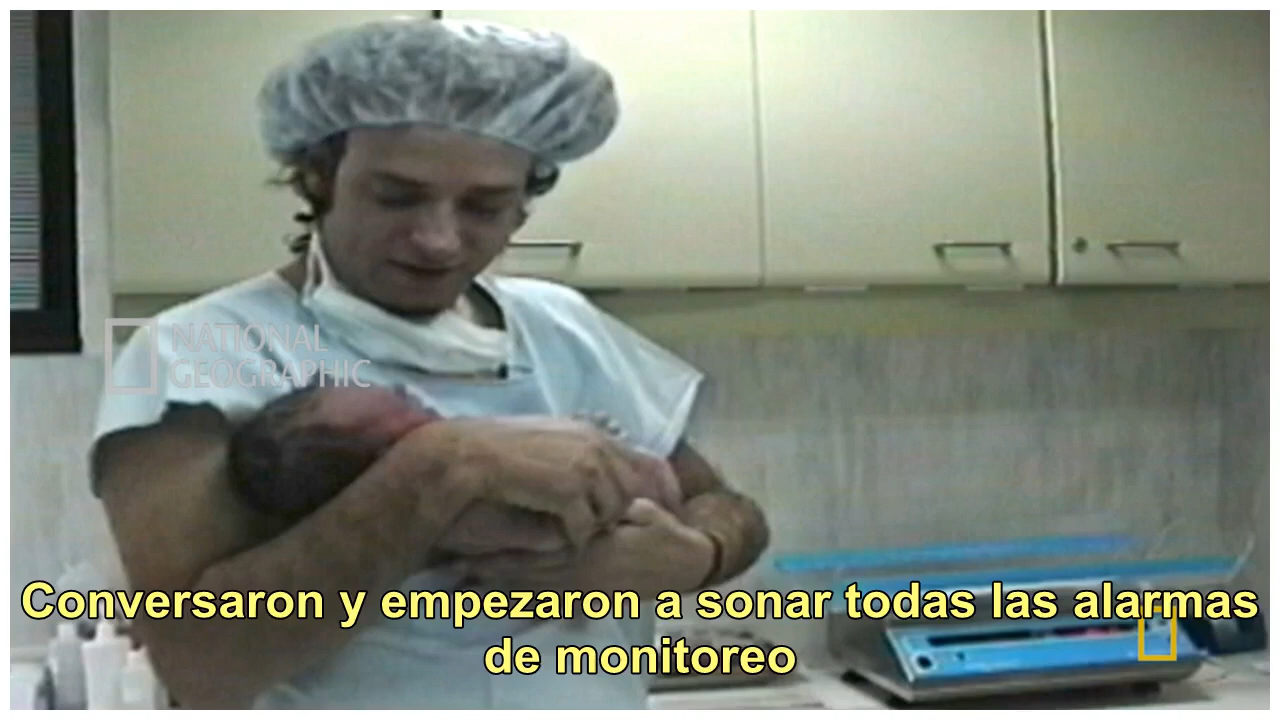 NATIONAL
GEOGRAPHIC
Conversaron y empezaron a sonar todas las alarmas
de monitoreo